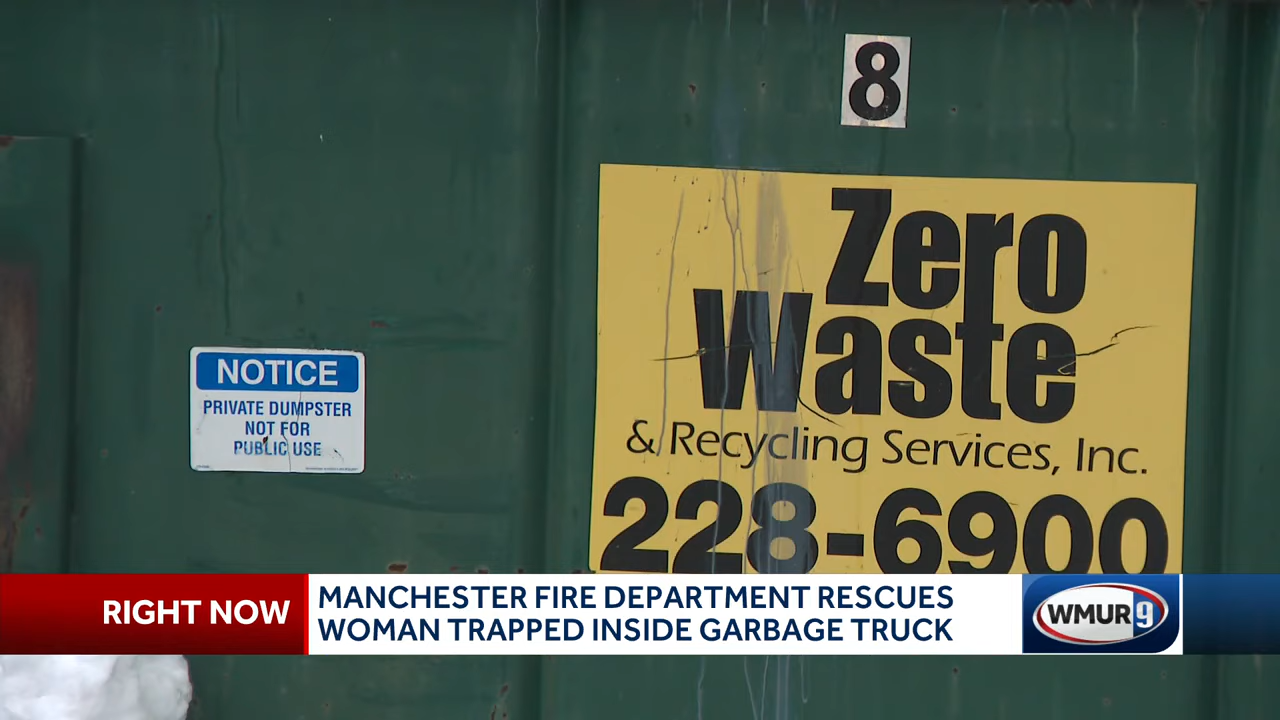 8
Zero
Waste
& Recycling Services, Inc.
228-6900
NOTICE
PRIVATE DUMPSTER
NOT FOR
PUBLIC USE
RIGHT NOW
MANCHESTER FIRE DEPARTMENT RESCUES
WOMAN TRAPPED INSIDE GARBAGE TRUCK
WMUR9